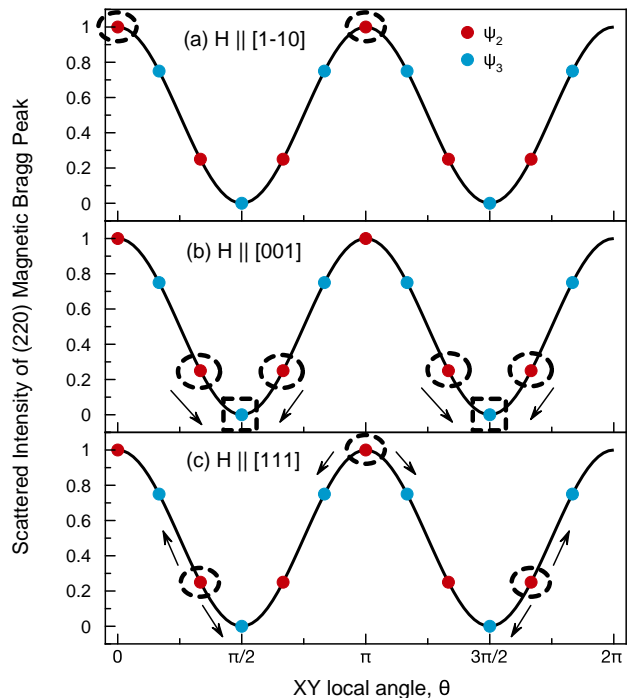 Scattered Intensity of (220) Magnetic Bragg Peak
(a) H || [1-10]
ψ2
ψ3
1
0.8
0.6
0.4
0.2
0
(b) H || [001]
1
0.8
0.6
0.4
0.2
0
(c) H || [111]
1
0.8
0.6
0.4
0.2
0
0
π/2
π
3π/2
2π
XY local angle, θ